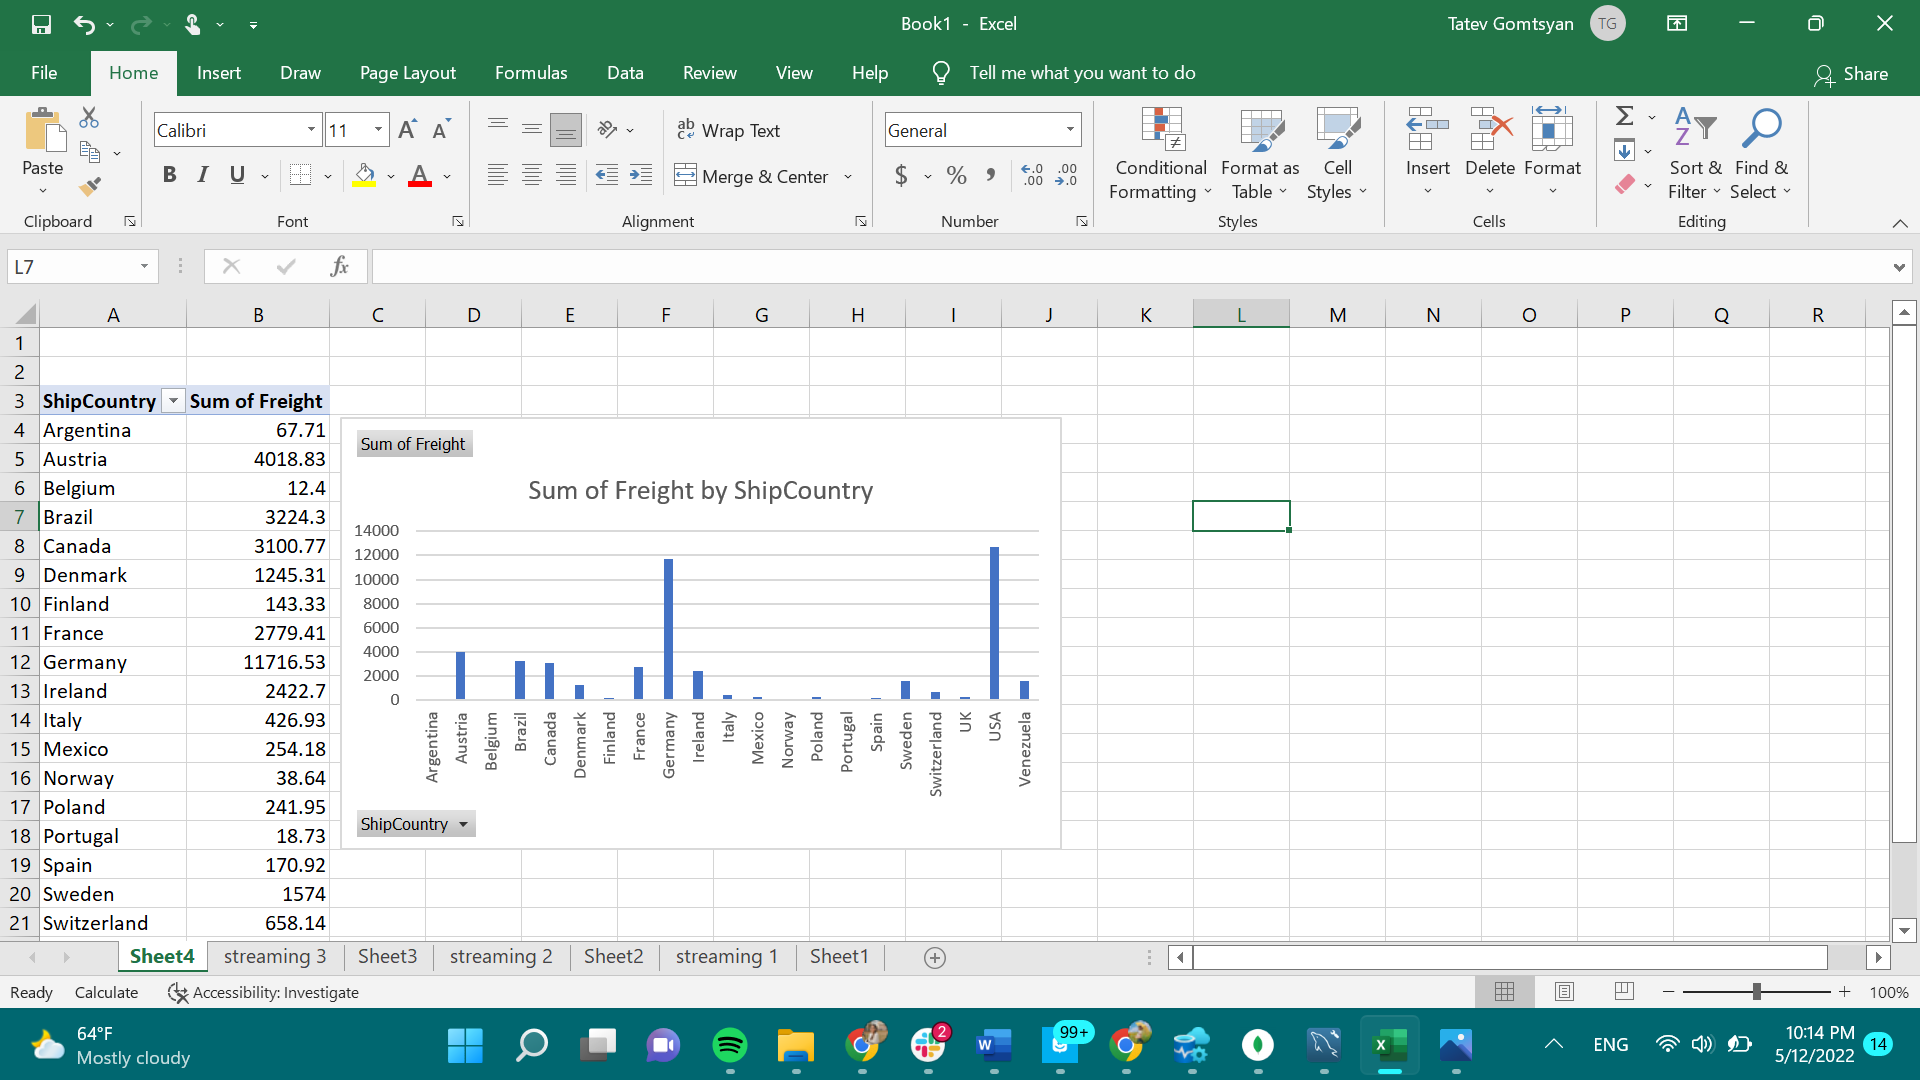 Book1 - Excel
Tatev Gomtsyan TG
File Home Insert Draw Page Layout Formulas Data Review View Help Tell me what you want to do Share
Calibri 11 Wrap Text General
Paste B I U A Merge & Center $ % Conditional Formatting Format as Table Cell Styles Insert Delete Format Sort & Filter Find & Select
Clipboard Font Alignment Number Styles Cells Editing
L7 fx
A B C D E F G H I J K L M N O P Q R
1
2
3 ShipCountry Sum of Freight
4 Argentina 67.71
5 Austria 4018.83
6 Belgium 12.4
7 Brazil 3224.3
8 Canada 3100.77
9 Denmark 1245.31
10 Finland 143.33
11 France 2779.41
12 Germany 11716.53
13 Ireland 2422.7
14 Italy 426.93
15 Mexico 254.18
16 Norway 38.64
17 Poland 241.95
18 Portugal 18.73
19 Spain 170.92
20 Sweden 1574
21 Switzerland 658.14
Sum of Freight
Sum of Freight by ShipCountry
14000
12000
10000
8000
6000
4000
2000
0
Argentina Austria Belgium Brazil Canada Denmark Finland France Germany Ireland Italy Mexico Norway Poland Portugal Spain Sweden Switzerland UK USA Venezuela
ShipCountry
Sheet4 streaming 3 Sheet3 streaming 2 Sheet2 streaming 1 Sheet1
Ready Calculate Accessibility: Investigate 100%
64°F
Mostly cloudy
2 99+
ENG
10:14 PM
5/12/2022 14